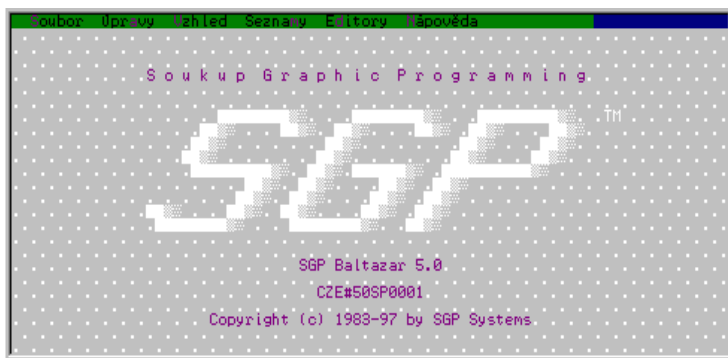 Soubor Úpravy Vzhled Seznamy Editory Nápověda
Soukup Graphic Programming
SGP TM
SGP Baltazar 5.0
CZE#50SP0001
Copyright (c) 1983-97 by SGP Systems